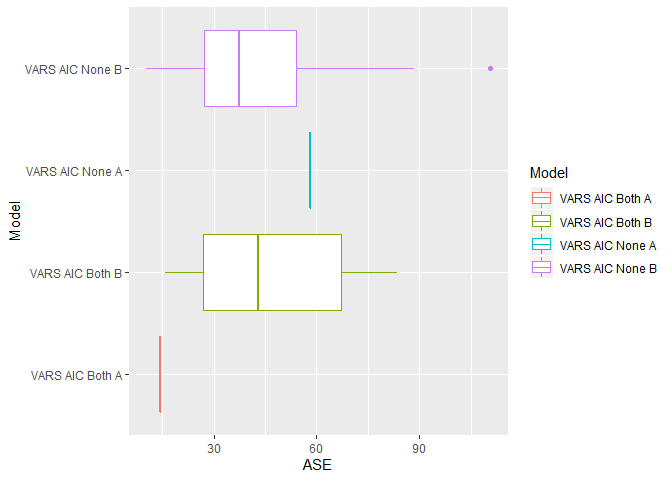 VARS AIC None B
VARS AIC None A
VARS AIC Both B
VARS AIC Both A
Model
30
60
90
ASE
Model
VARS AIC Both A
VARS AIC Both B
VARS AIC None A
VARS AIC None B